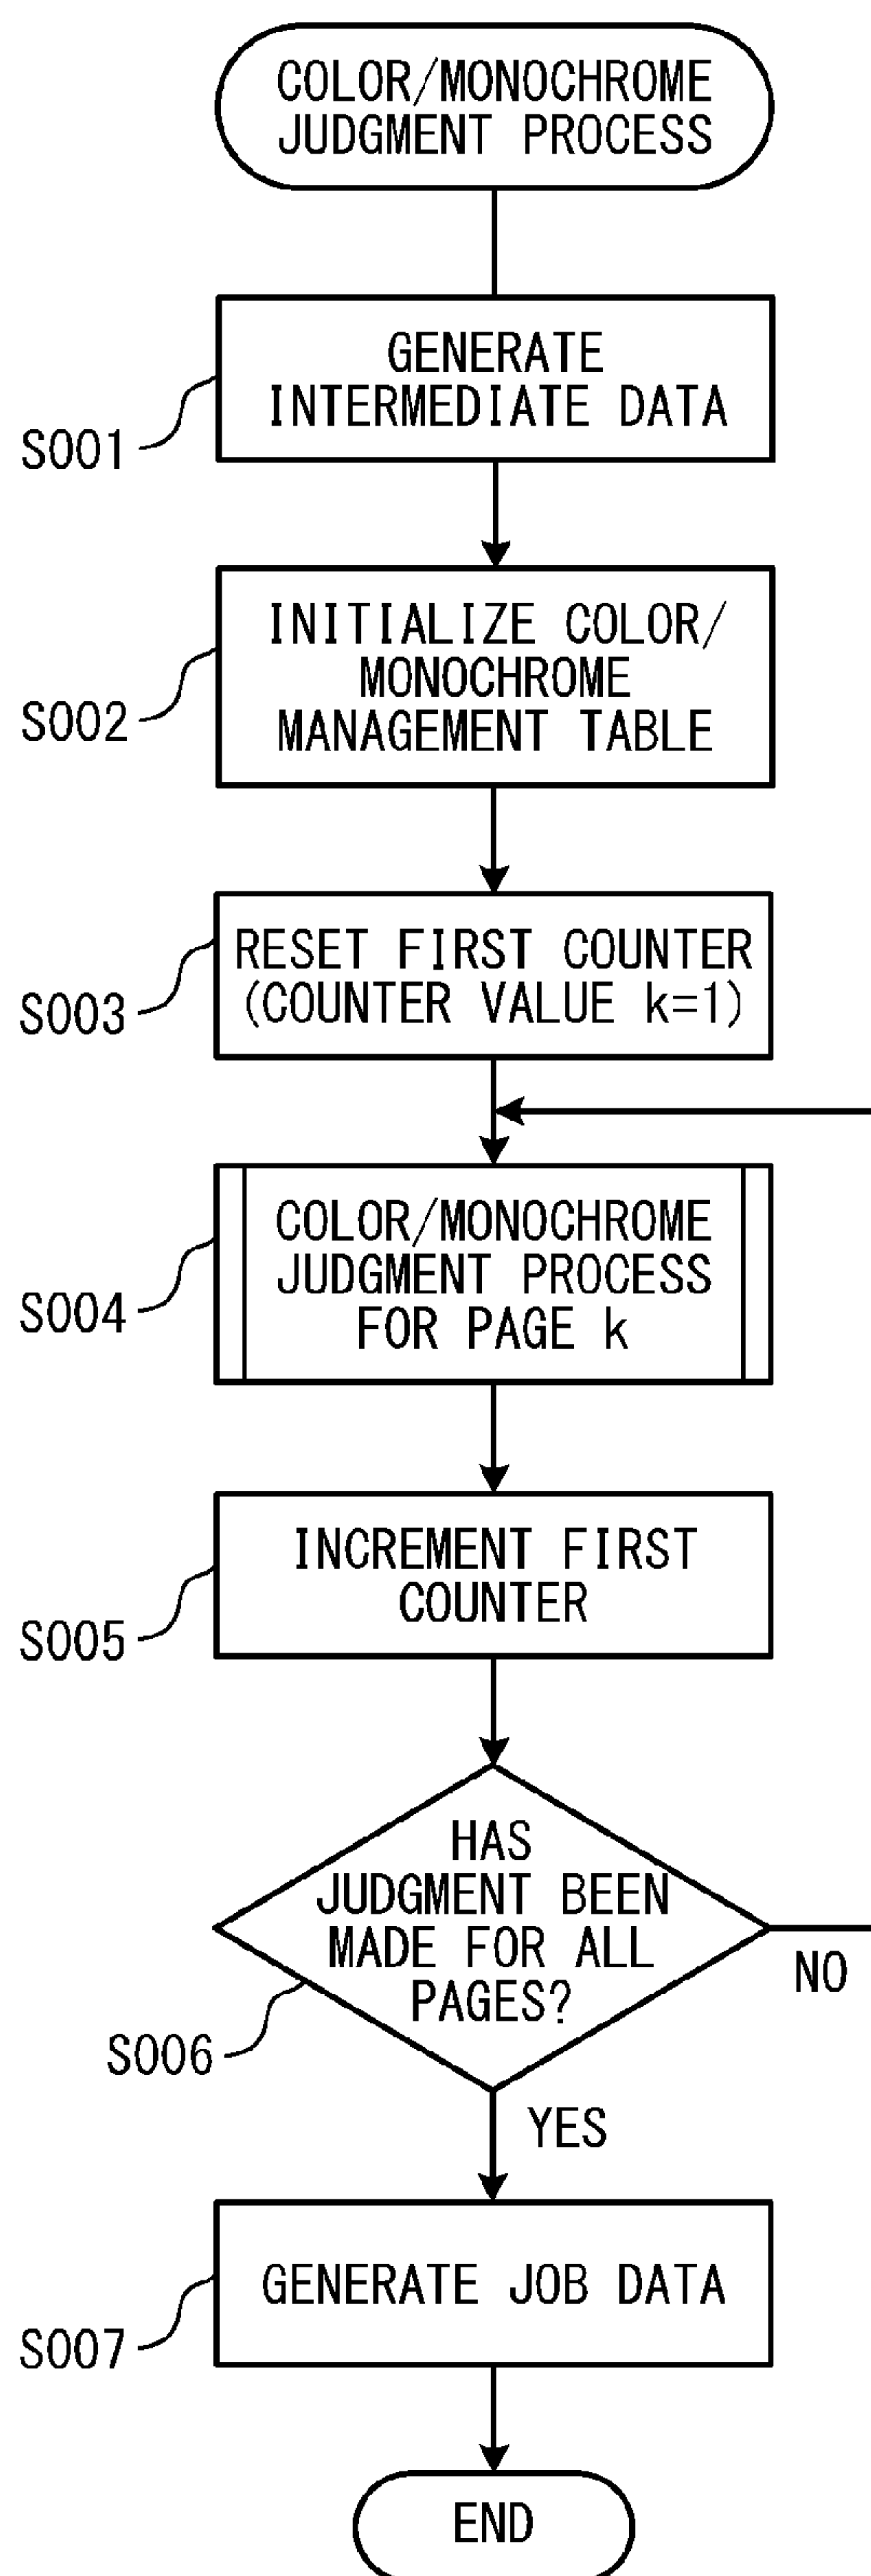 COLOR/MONOCHROME
JUDGMENT PROCESS
GENERATE
INTERMEDIATE DATA
S001
INITIALIZE COLOR/
MONOCHROME
MANAGEMENT TABLE
S002
RESET FIRST COUNTER
(COUNTER VALUE k=1)
S003
COLOR/MONOCHROME
JUDGMENT PROCESS
FOR PAGE k
S004
INCREMENT FIRST
COUNTER
S005
HAS
JUDGMENT BEEN
MADE FOR ALL
PAGES?
NO
S006
YES
GENERATE JOB DATA
S007
END